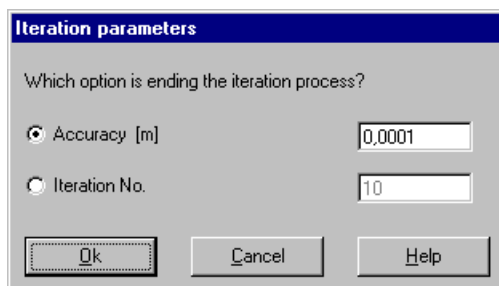 Iteration parameters
Which option is ending the iteration process?
Accuracy [m] 0,0001
Iteration No. 10
Ok Cancel Help